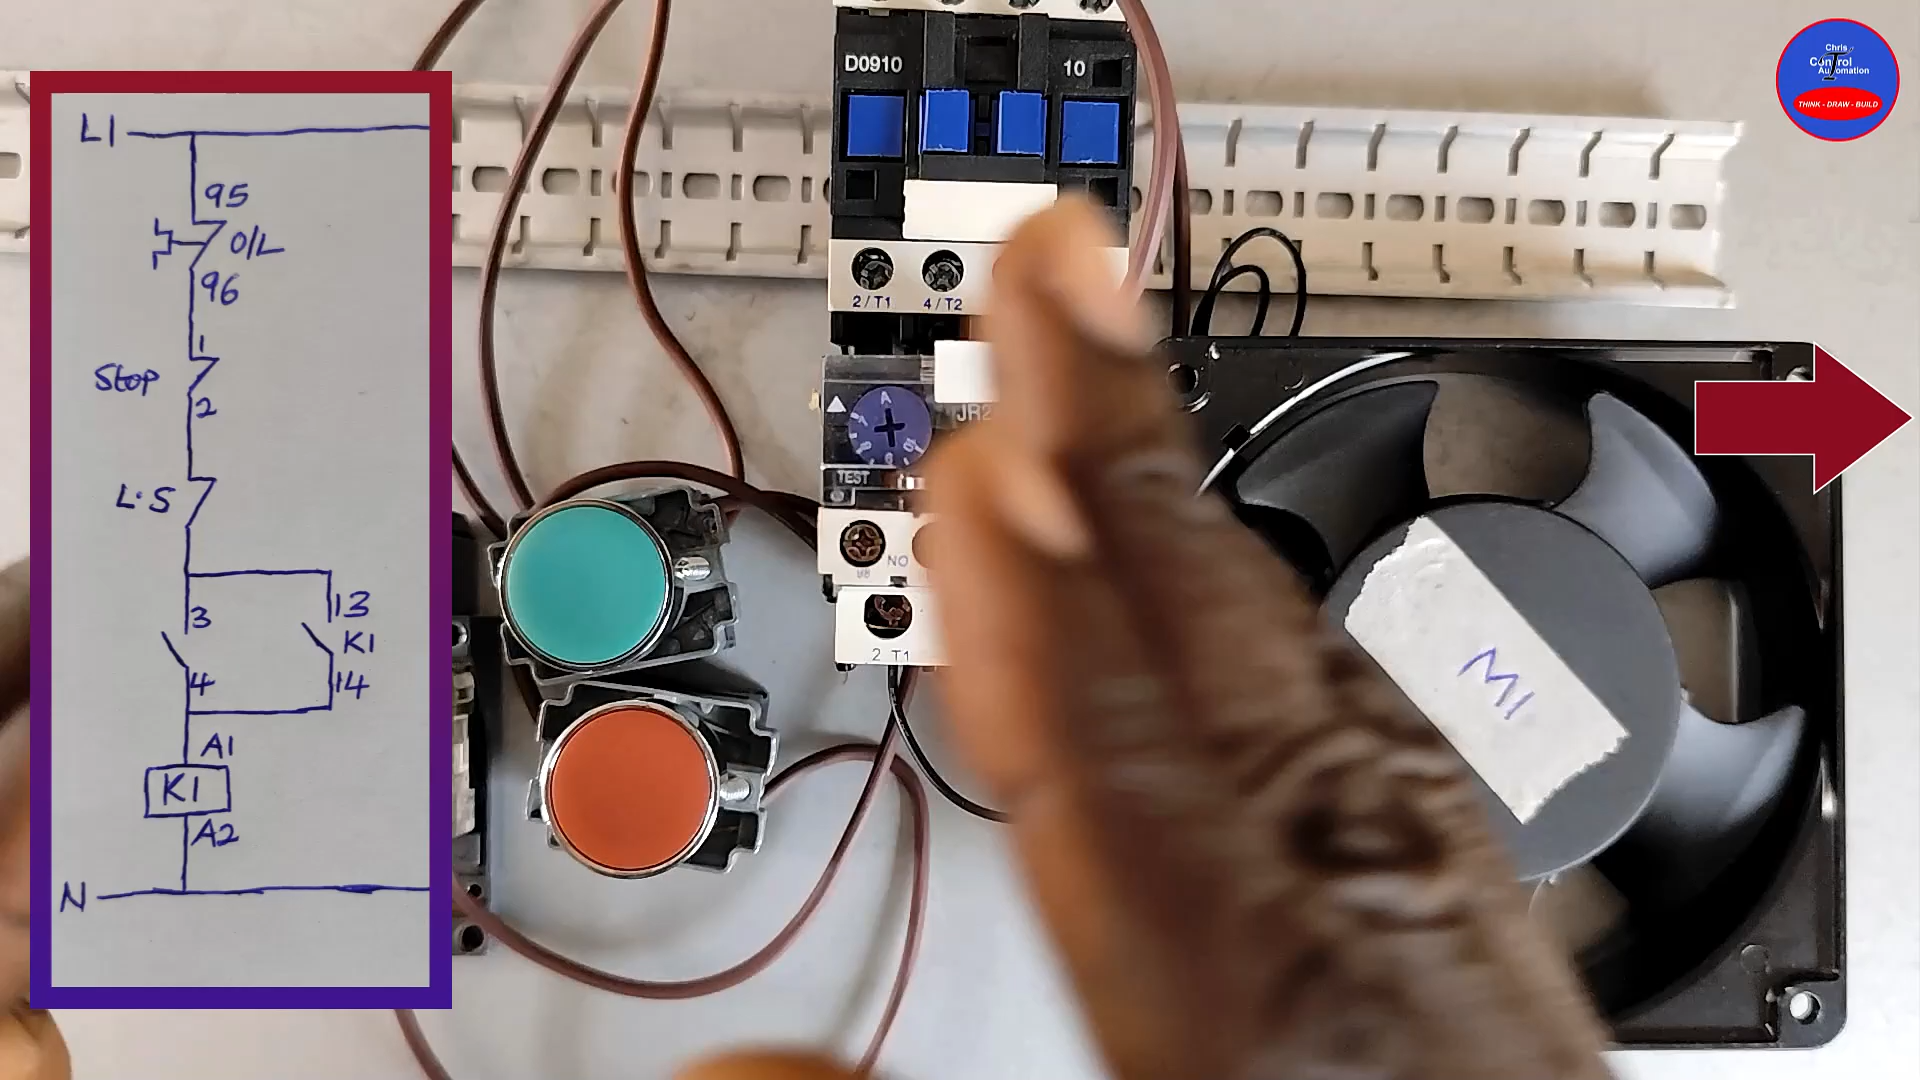 L1
95
O/L
96
1
Stop
2
L.S
3
13
K1
4
14
A1
K1
A2
N
D0910
10
2/T1
4/T2
A
TEST
NO
98
2 T1
M1
Chris
Control
Automation
THINK - DRAW - BUILD